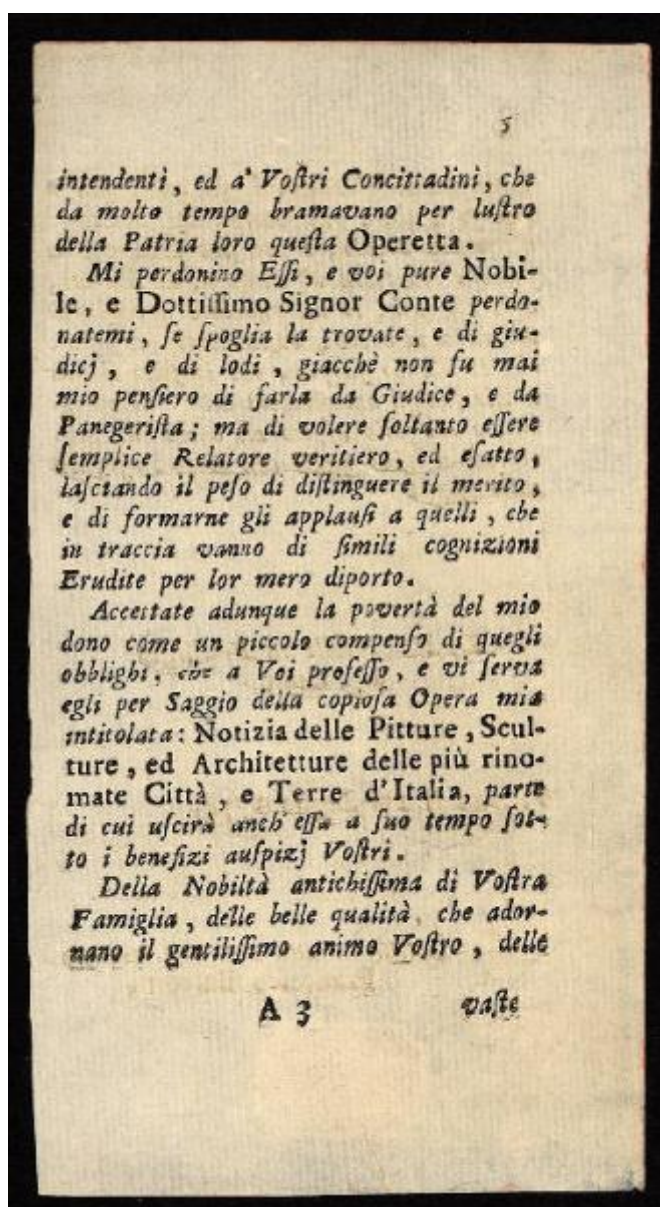 5
intendenti, ed a' Voſtri Concittadini, che
da molto tempo bramavano per luſtro
della Patria loro queſta Operetta.
Mi perdonino Eſſi, e voi pure Nobi-
le, e Dottiſſimo Signor Conte perdo-
natemi, ſe ſpoglia la trovate, e di giu-
dicj, e di lodi, giacchè non fu mai
mio penſiero di farla da Giudice, e da
Panegeriſta; ma di volere ſoltanto eſſere
ſemplice Relatore veritiero, ed eſatto,
laſciando il peſo di diſtinguere il merito,
e di formarne gli applauſi a quelli, che
in traccia vanno di ſimili cognizioni
Erudite per lor mero diporto.
Accettate adunque la povertà del mio
dono come un piccolo compenſo di quegli
obblighi, che a Voi profeſſo, e vi ſerva
egli per Saggio della copioſa Opera mia
intitolata: Notizia delle Pitture, Scul-
ture, ed Architetture delle più rino-
mate Città, e Terre d'Italia, parte
di cui uſcirà anch' eſſa a ſuo tempo ſot-
to i benefizi auſpizj Voſtri.
Della Nobiltà antichiſſima di Voſtra
Famiglia, delle belle qualità, che ador-
nano il gentiliſſimo animo Voſtro, delle
A 3 vaſte